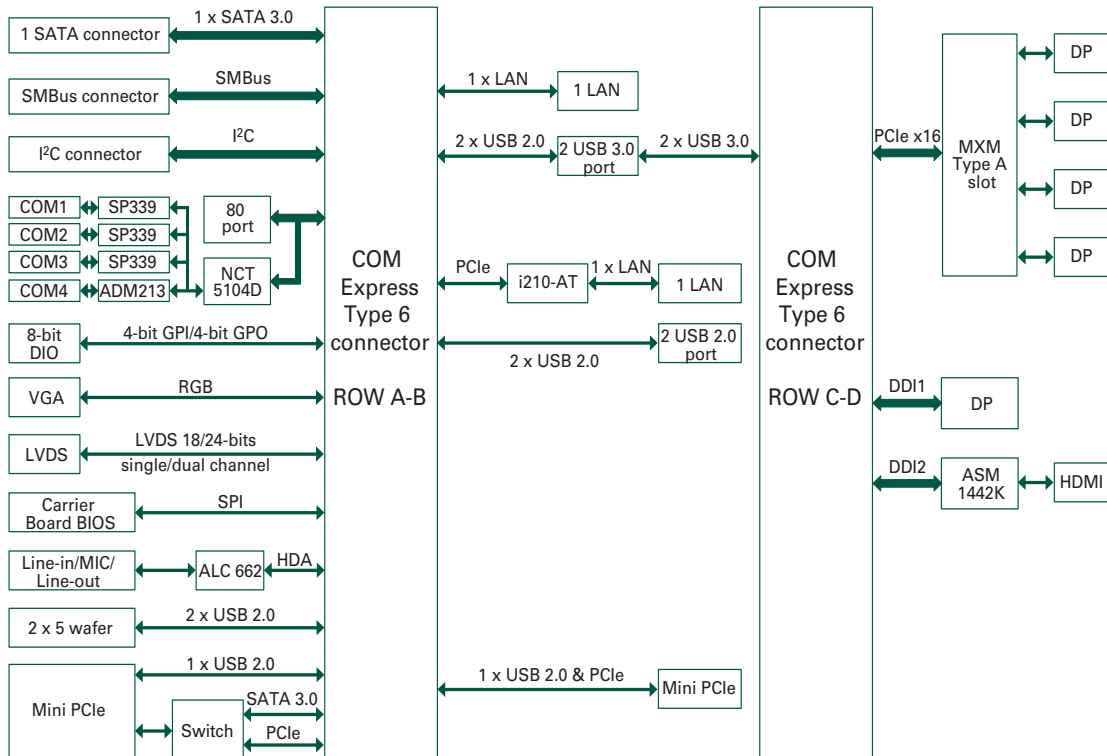 1 SATA connector
1 x SATA 3.0
SMBus connector
SMBus
I²C connector
I²C
COM1
SP339
COM2
SP339
COM3
SP339
COM4
ADM213
80
port
NCT
5104D
8-bit
DIO
4-bit GPI/4-bit GPO
VGA
RGB
LVDS
LVDS 18/24-bits
single/dual channel
Carrier
Board BIOS
SPI
Line-in/MIC/
Line-out
ALC 662
HDA
2 x 5 wafer
2 x USB 2.0
Mini PCIe
1 x USB 2.0
Switch
SATA 3.0
PCIe
COM
Express
Type 6
connector
ROW A-B
1 x LAN
1 LAN
2 x USB 2.0
2 USB 3.0
port
2 x USB 3.0
PCIe
i210-AT
1 x LAN
1 LAN
2 x USB 2.0
2 USB 2.0
port
1 x USB 2.0 & PCIe
Mini PCIe
COM
Express
Type 6
connector
ROW C-D
PCIe x16
MXM
Type A
slot
DP
DP
DP
DP
DDI1
DP
DDI2
ASM
1442K
HDMI